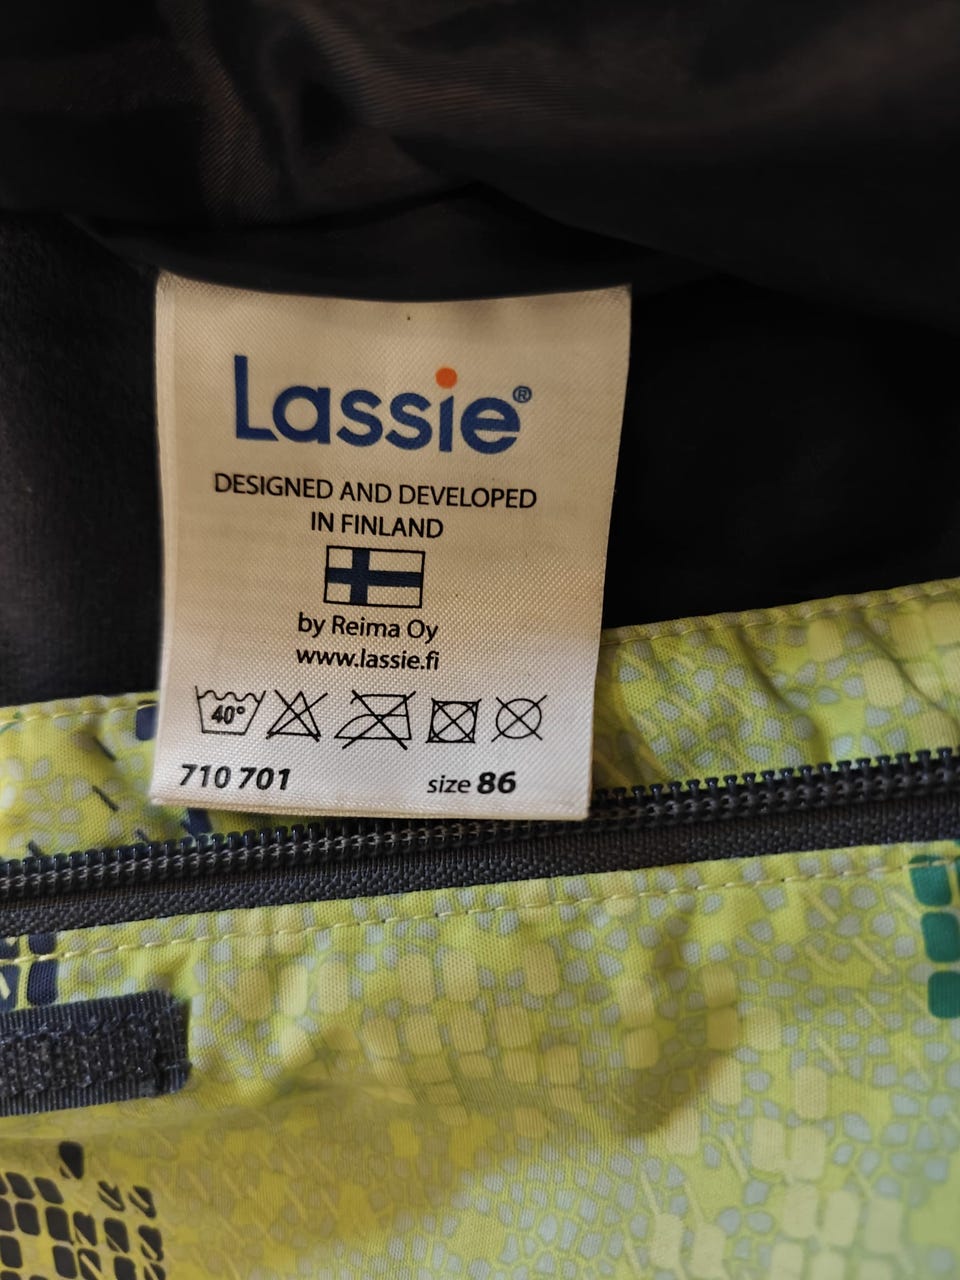 Lassie®
DESIGNED AND DEVELOPED
IN FINLAND
by Reima Oy
www.lassie.fi
40°
710 701 size 86